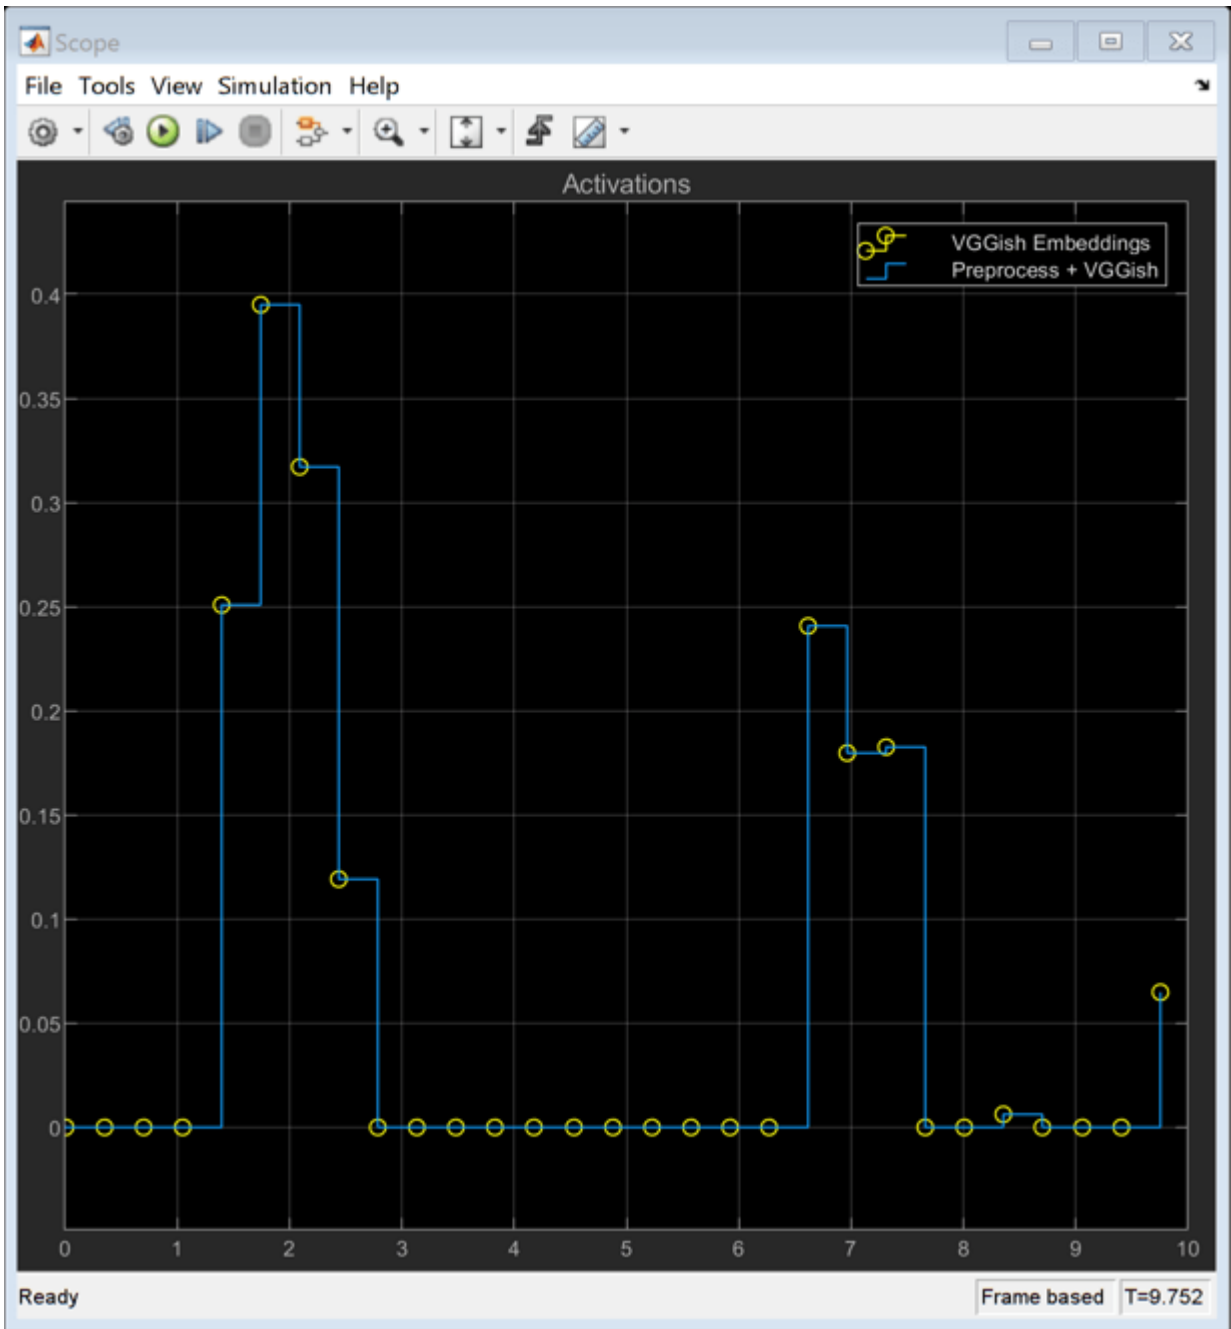 Scope
File Tools View Simulation Help
Activations
VGGish Embeddings
Preprocess + VGGish
0.4
0.35
0.3
0.25
0.2
0.15
0.1
0.05
0
0 1 2 3 4 5 6 7 8 9 10
Ready Frame based T=9.752